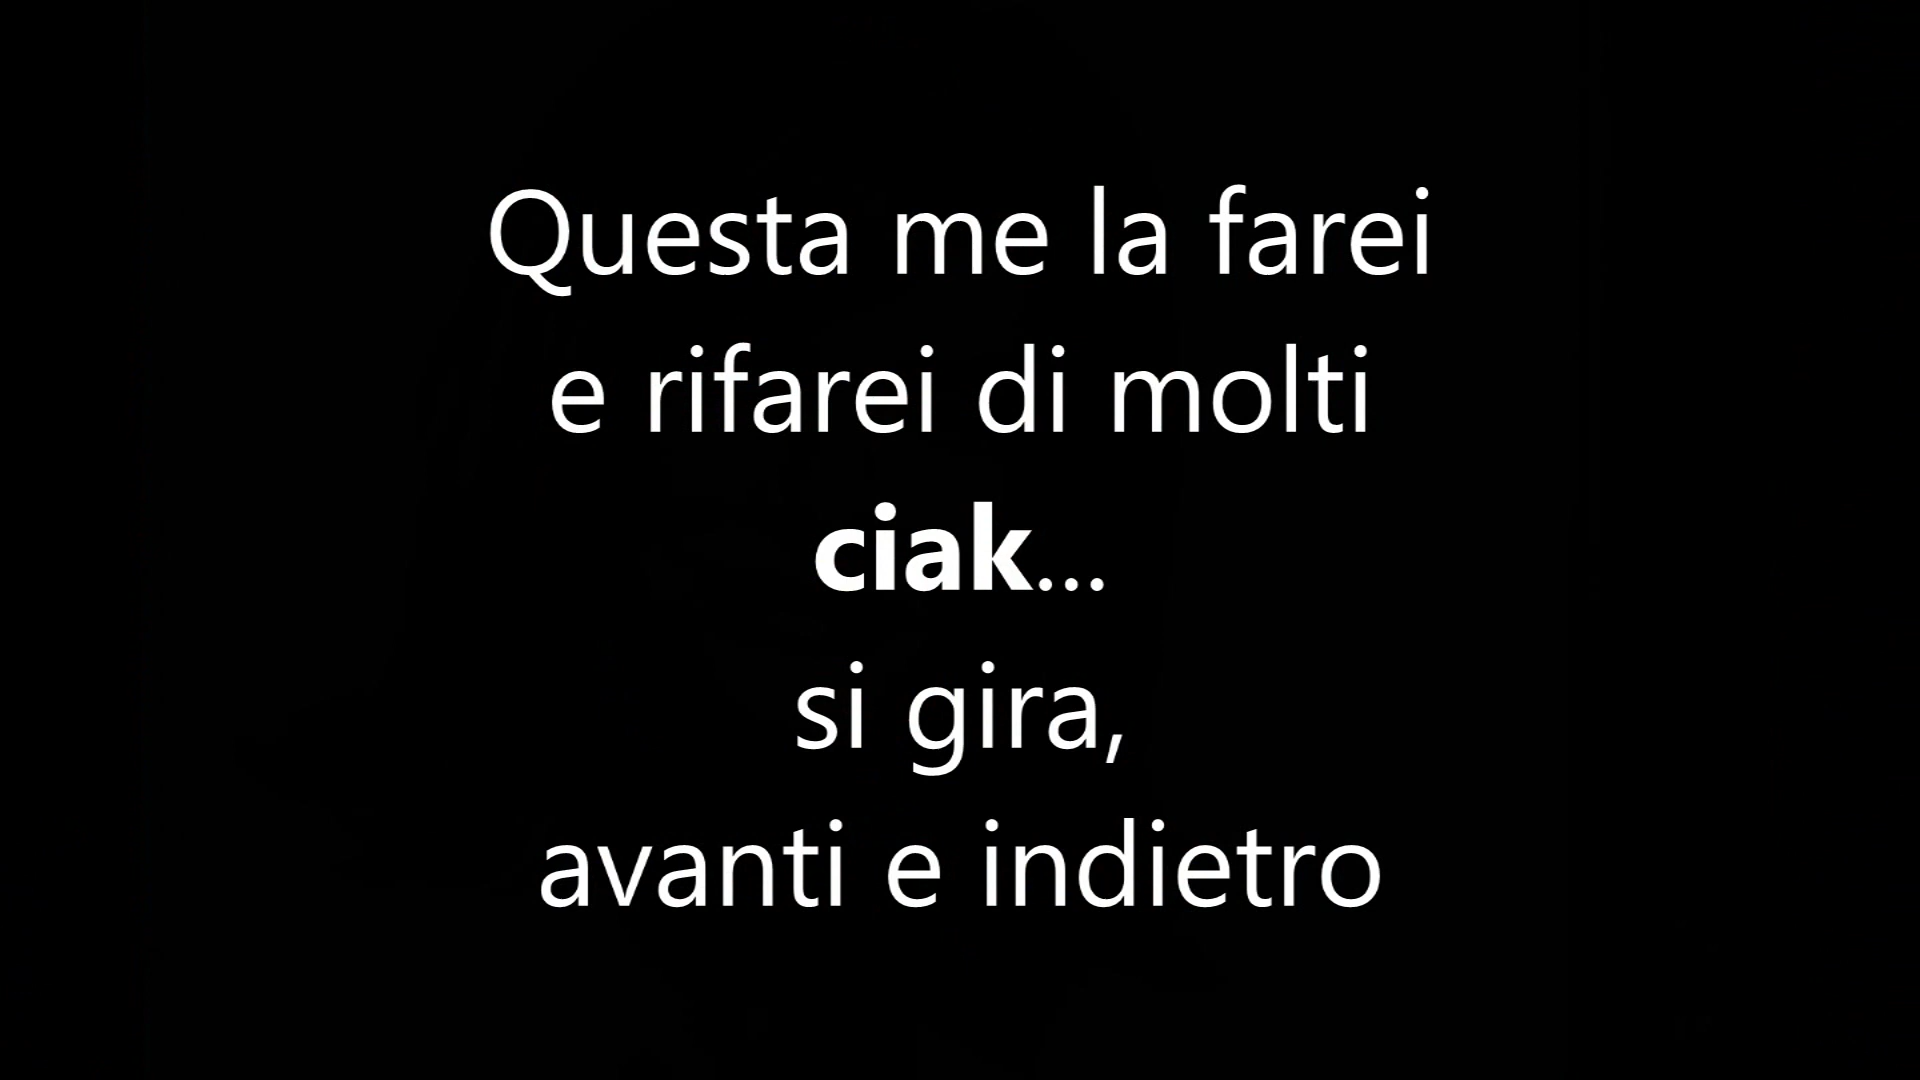 Questa me la farei
e rifarei di molti
ciak...
si gira,
avanti e indietro